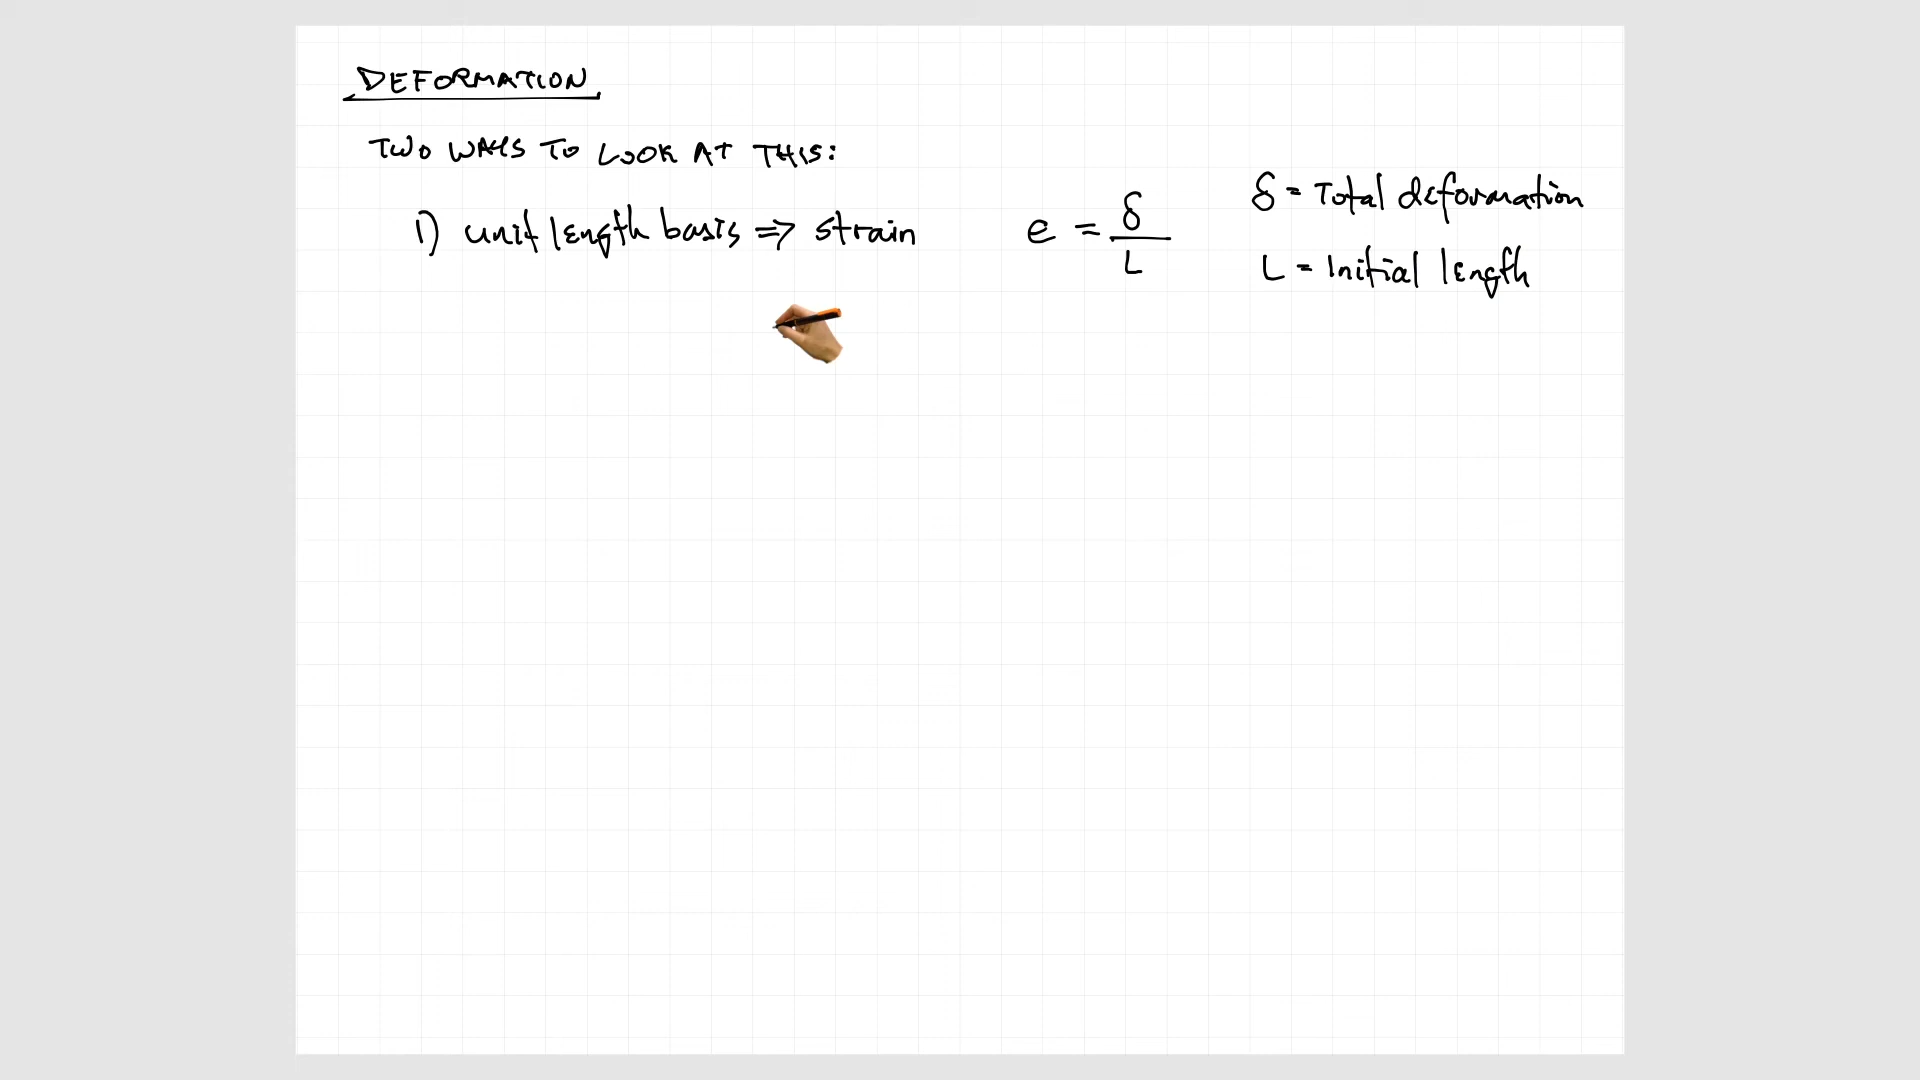 DEFORMATION
TWO WAYS TO LOOK AT THIS:
1) unit length basis ⇒ strain
e = δ / L
δ = Total deformation
L = Initial length